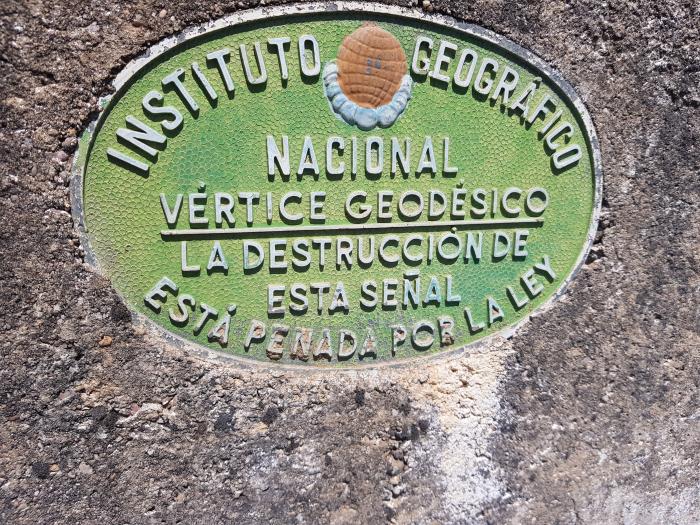 INSTITUTO GEOGRÁFICO
NACIONAL
VÉRTICE GEODÉSICO
LA DESTRUCCIÓN DE
ESTA SEÑAL
ESTÁ PENADA POR LA LEY